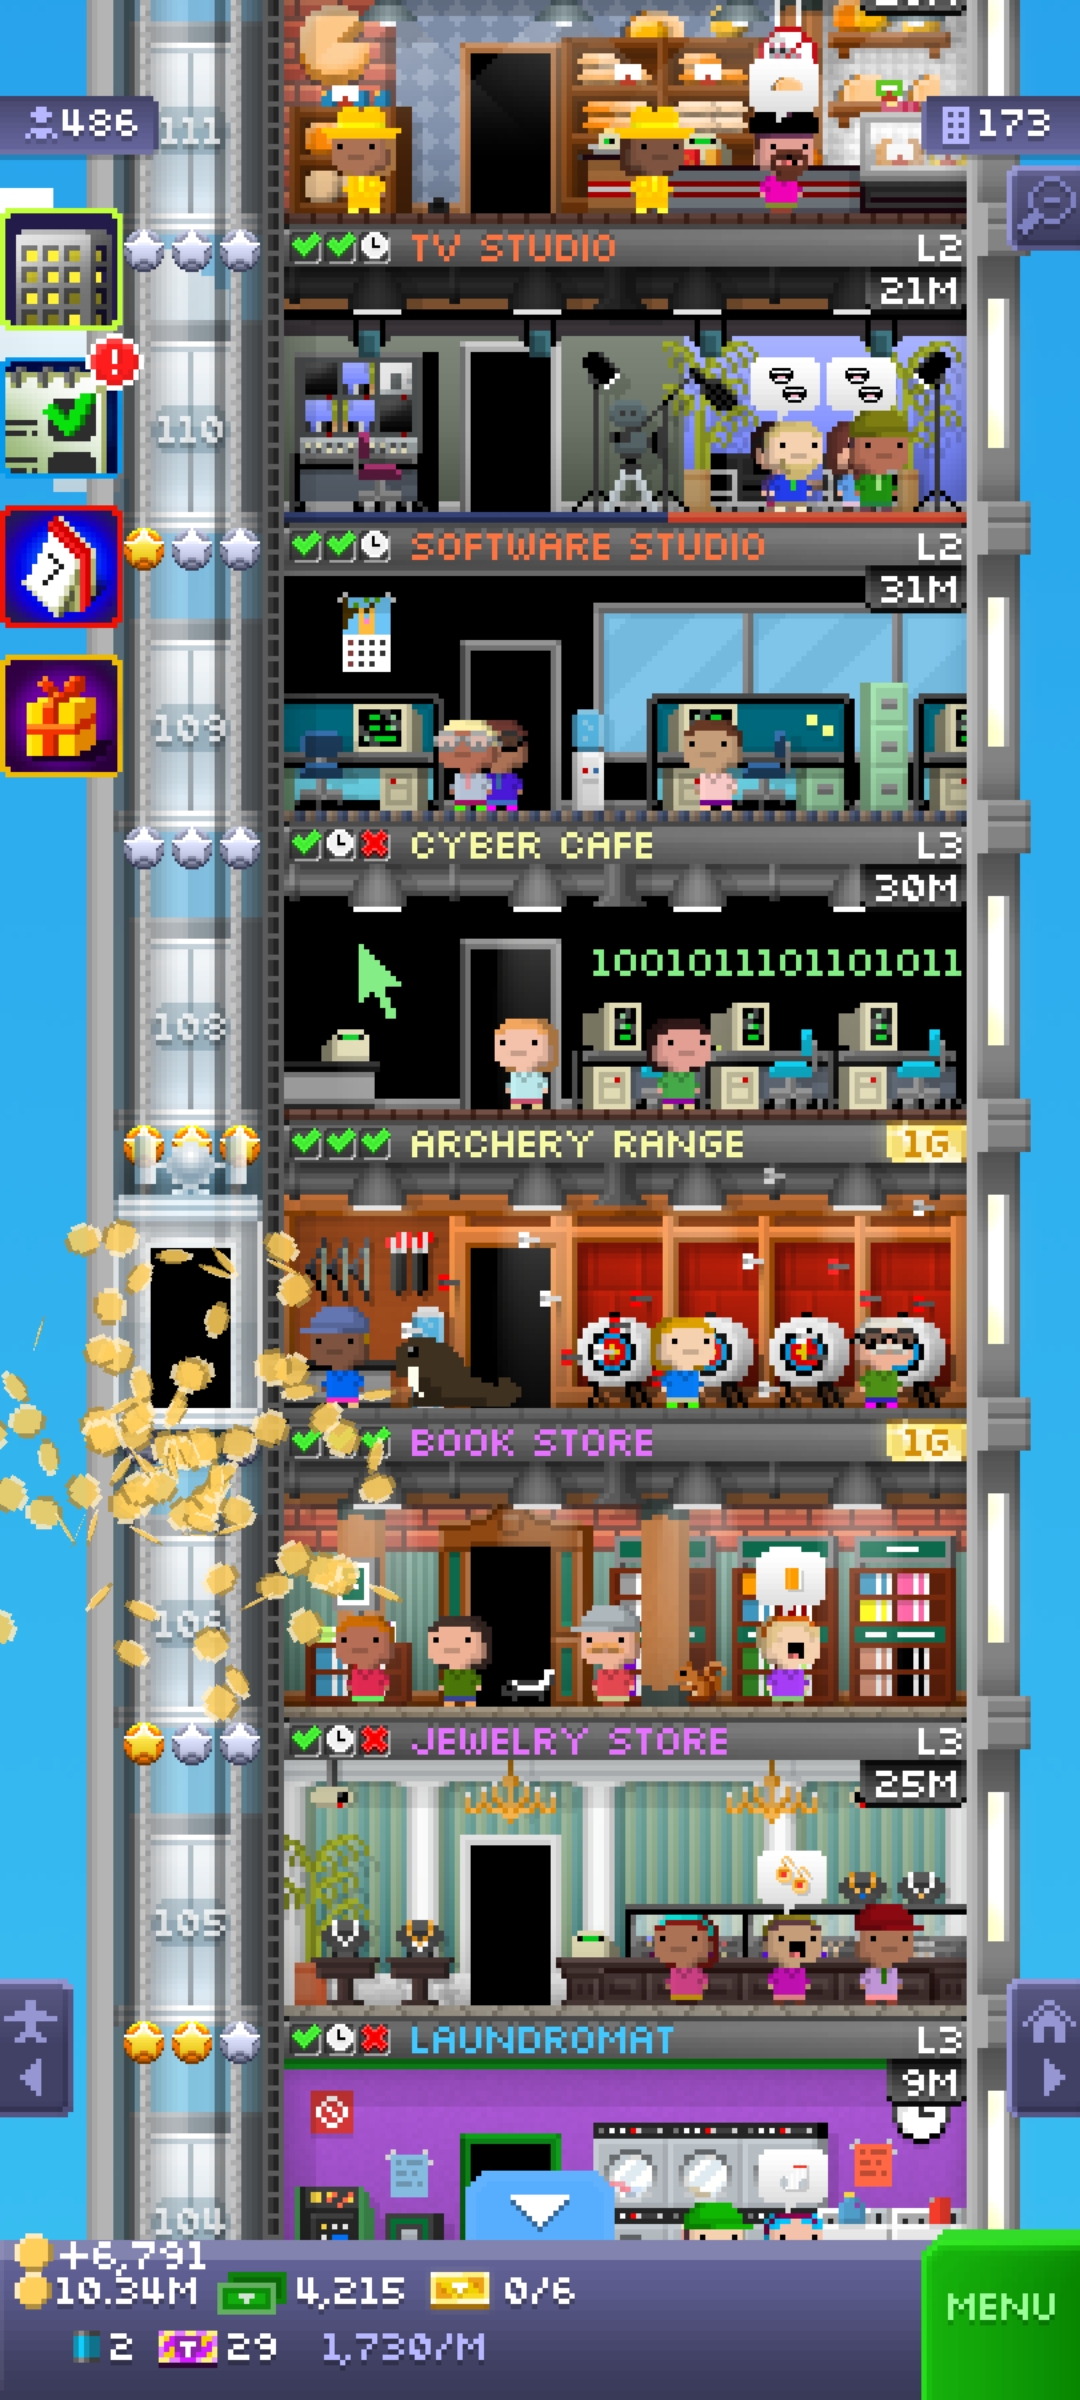 486
111
173
TV STUDIO L2
21M
110
SOFTWARE STUDIO L2
31M
7
109
CYBER CAFE L3
30M
1001011101101011
108
ARCHERY RANGE 1G
BOOK STORE 1G
106
JEWELRY STORE L3
25M
105
LAUNDROMAT L3
9M
104
+6,791
10.34M 4,215 0/6
2 29 1,730/M
MENU